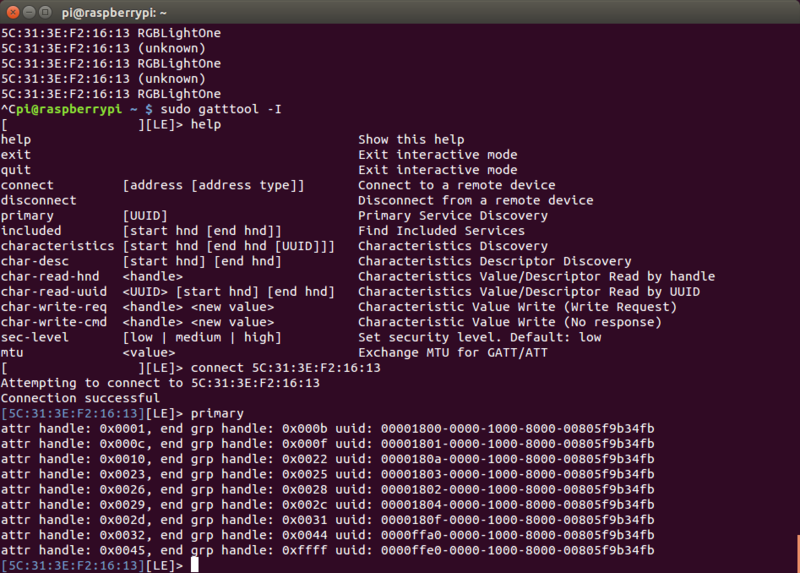 pi@raspberrypi: ~
5C:31:3E:F2:16:13 RGBLightOne
5C:31:3E:F2:16:13 (unknown)
5C:31:3E:F2:16:13 RGBLightOne
5C:31:3E:F2:16:13 (unknown)
5C:31:3E:F2:16:13 RGBLightOne
^Cpi@raspberrypi ~ $ sudo gatttool -I
[                 ][LE]> help
help                                           Show this help
exit                                           Exit interactive mode
quit                                           Exit interactive mode
connect         [address [address type]]       Connect to a remote device
disconnect                                     Disconnect from a remote device
primary         [UUID]                         Primary Service Discovery
included        [start hnd [end hnd]]          Find Included Services
characteristics [start hnd [end hnd [UUID]]]   Characteristics Discovery
char-desc       [start hnd] [end hnd]          Characteristics Descriptor Discovery
char-read-hnd   <handle>                       Characteristics Value/Descriptor Read by handle
char-read-uuid  <UUID> [start hnd] [end hnd]   Characteristics Value/Descriptor Read by UUID
char-write-req  <handle> <new value>           Characteristic Value Write (Write Request)
char-write-cmd  <handle> <new value>           Characteristic Value Write (No response)
sec-level       [low | medium | high]          Set security level. Default: low
mtu             <value>                        Exchange MTU for GATT/ATT
[                 ][LE]> connect 5C:31:3E:F2:16:13
Attempting to connect to 5C:31:3E:F2:16:13
Connection successful
[5C:31:3E:F2:16:13][LE]> primary
attr handle: 0x0001, end grp handle: 0x000b uuid: 00001800-0000-1000-8000-00805f9b34fb
attr handle: 0x000c, end grp handle: 0x000f uuid: 00001801-0000-1000-8000-00805f9b34fb
attr handle: 0x0010, end grp handle: 0x0022 uuid: 0000180a-0000-1000-8000-00805f9b34fb
attr handle: 0x0023, end grp handle: 0x0025 uuid: 00001803-0000-1000-8000-00805f9b34fb
attr handle: 0x0026, end grp handle: 0x0028 uuid: 00001802-0000-1000-8000-00805f9b34fb
attr handle: 0x0029, end grp handle: 0x002c uuid: 00001804-0000-1000-8000-00805f9b34fb
attr handle: 0x002d, end grp handle: 0x0031 uuid: 0000180f-0000-1000-8000-00805f9b34fb
attr handle: 0x0032, end grp handle: 0x0044 uuid: 0000ffa0-0000-1000-8000-00805f9b34fb
attr handle: 0x0045, end grp handle: 0xffff uuid: 0000ffe0-0000-1000-8000-00805f9b34fb
[5C:31:3E:F2:16:13][LE]>